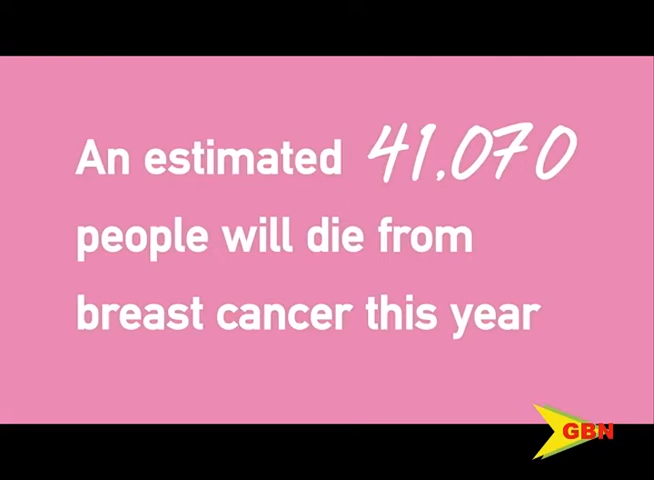 An estimated 41,070
people will die from
breast cancer this year
GBN